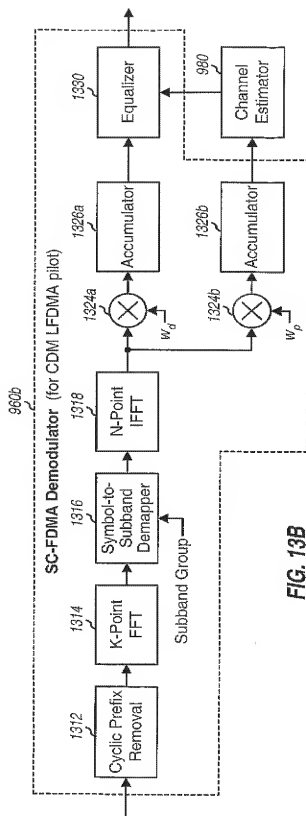 960b
SC-FDMA Demodulator (for CDM LFDMA pilot)
1312
Cyclic Prefix
Removal
1314
K-Point
FFT
1316
Symbol-to-
Subband
Demapper
Subband Group
1318
N-Point
IFFT
1324a
Wd
1326a
Accumulator
1330
Equalizer
1324b
Wp
1326b
Accumulator
980
Channel
Estimator
FIG. 13B